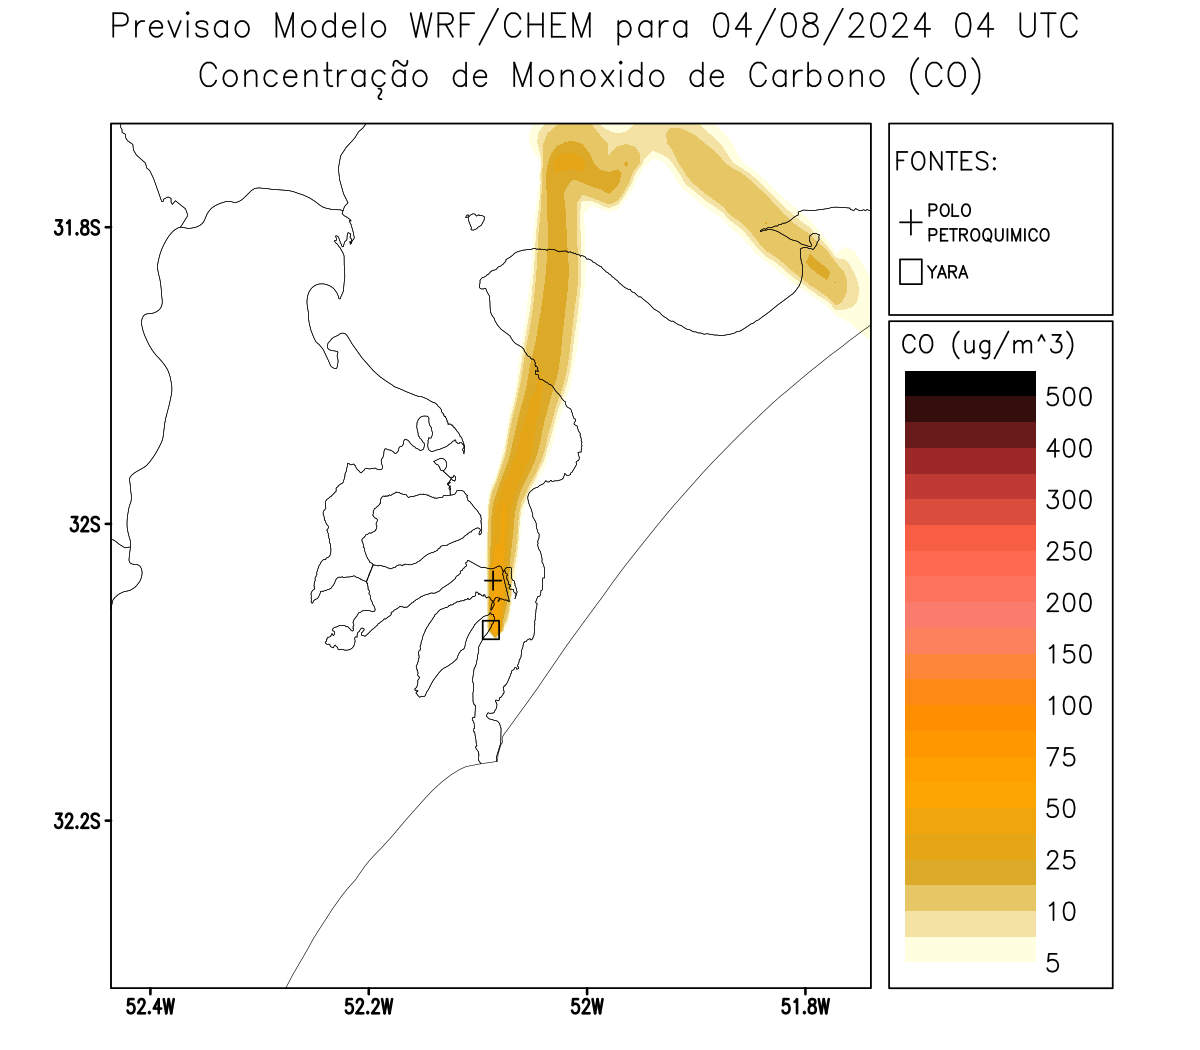 Previsao Modelo WRF/CHEM para 04/08/2024 04 UTC
Concentração de Monoxido de Carbono (CO)
FONTES:
POLO
PETROQUIMICO
YARA
CO (ug/m^3)
500
400
300
250
200
150
100
75
50
25
10
5
31.8S
32S
32.2S
52.4W
52.2W
52W
51.8W